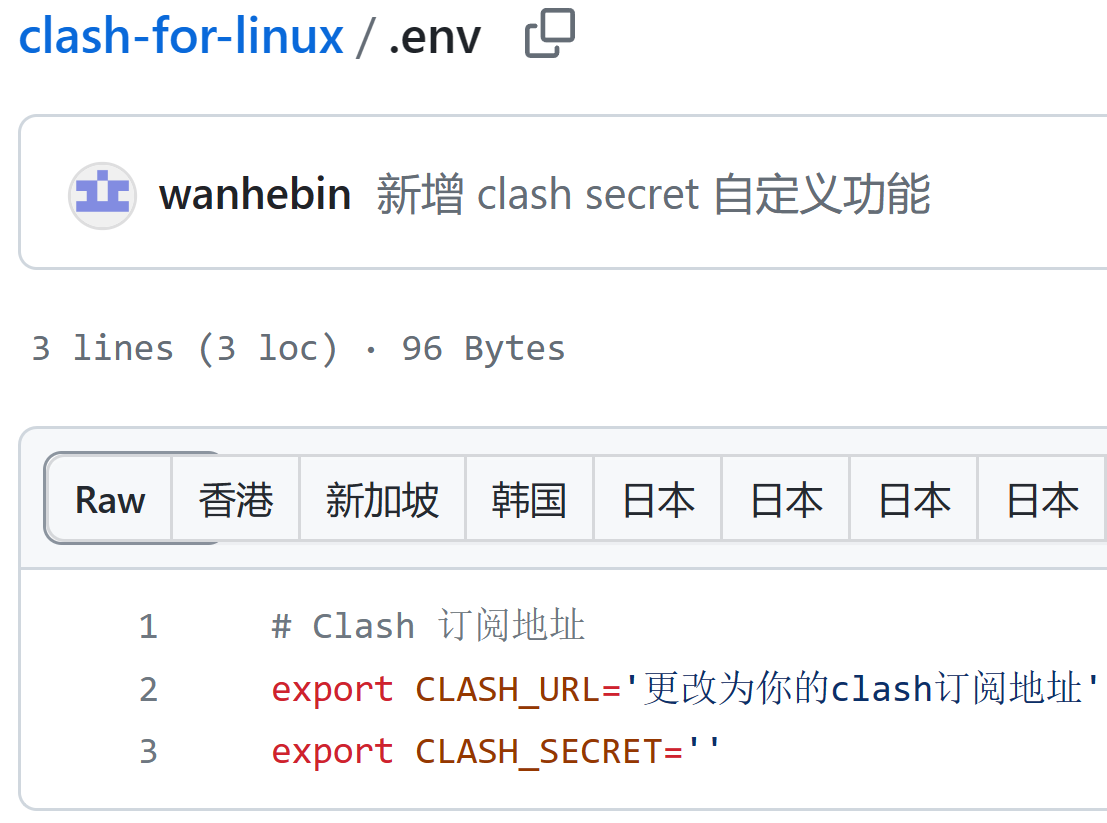 clash-for-linux / .env
wanhebin 新增 clash secret 自定义功能
3 lines (3 loc) · 96 Bytes
Raw 香港 新加坡 韩国 日本 日本 日本 日本
1 # Clash 订阅地址
2 export CLASH_URL='更改为你的clash订阅地址'
3 export CLASH_SECRET=''